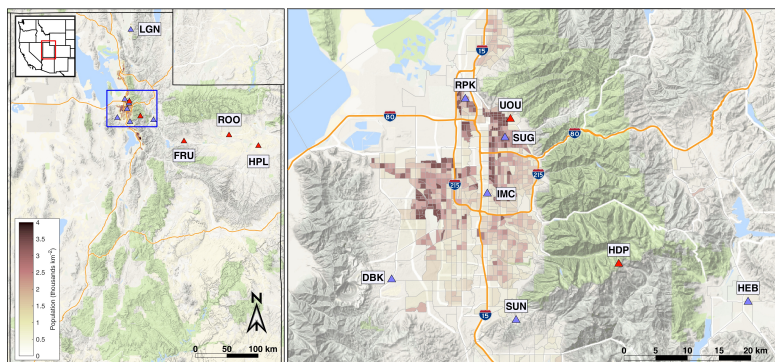 LGN
ROO
FRU
HPL
4
3.5
3
2.5
2
1.5
1
0.5
0
Population (thousands km-2)
N
0 50 100 km
15
RPK
UOU
80
SUG
80
215
215
IMC
HDP
DBK
HEB
SUN
15
0 5 10 15 20 km